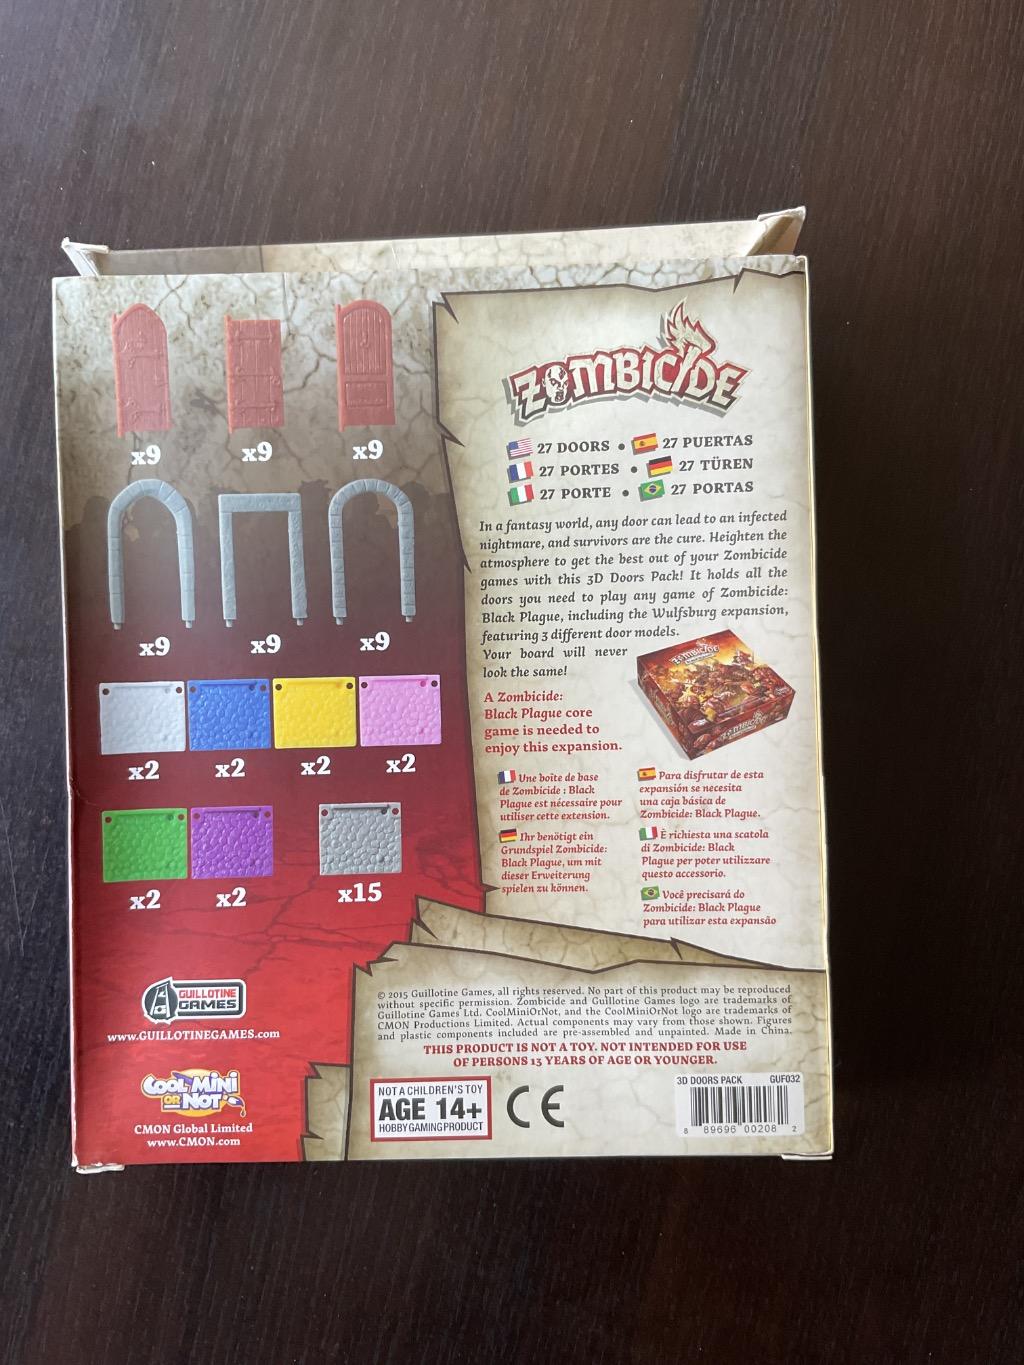 x9
x9
x9
x9
x9
x9
x2
x2
x2
x2
x2
x2
x15
GUILLOTINE
GAMES
www.GUILLOTINEGAMES.com
COOL MINI
OR NOT
CMON Global Limited
www.CMON.com
ZOMBICIDE
27 DOORS • 27 PUERTAS
27 PORTES • 27 TÜREN
27 PORTE • 27 PORTAS
In a fantasy world, any door can lead to an infected
nightmare, and survivors are the cure. Heighten the
atmosphere to get the best out of your Zombicide
games with this 3D Doors Pack! It holds all the
doors you need to play any game of Zombicide:
Black Plague, including the Wulfsburg expansion,
featuring 3 different door models.
Your board will never
look the same!
ZOMBICIDE
ZOMBICIDE
A Zombicide:
Black Plague core
game is needed to
enjoy this expansion.
Une boîte de base
de Zombicide : Black
Plague est nécessaire pour
utiliser cette extension.
Ihr benötigt ein
Grundspiel Zombicide:
Black Plague, um mit
dieser Erweiterung
spielen zu können.
Para disfrutar de esta
expansión se necesita
una caja básica de
Zombicide: Black Plague.
È richiesta una scatola
di Zombicide: Black
Plague per poter utilizzare
questo accessorio.
Você precisará do
Zombicide: Black Plague
para utilizar esta expansão
© 2015 Guillotine Games, all rights reserved. No part of this product may be reproduced
without specific permission. Zombicide and Guillotine Games logo are trademarks of
Guillotine Games Ltd. CoolMiniOrNot, and the CoolMiniOrNot logo are trademarks of
CMON Productions Limited. Actual components may vary from those shown. Figures
and plastic components included are pre-assembled and unpainted. Made in China.
THIS PRODUCT IS NOT A TOY. NOT INTENDED FOR USE
OF PERSONS 13 YEARS OF AGE OR YOUNGER.
NOT A CHILDREN'S TOY
AGE 14+
HOBBY GAMING PRODUCT
CE
3D DOORS PACK GUF032
8 89696 00208 2